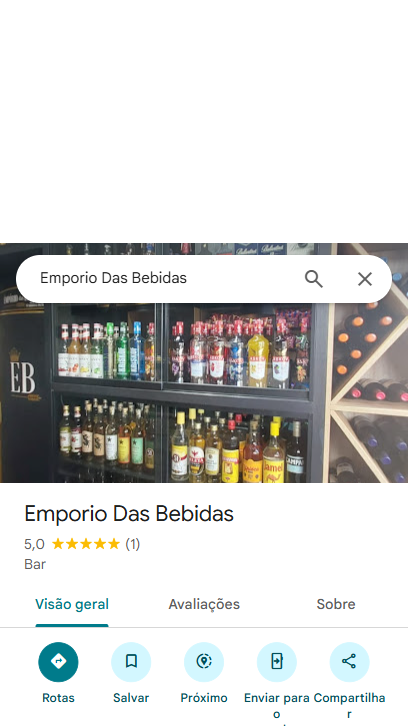 Emporio Das Bebidas
EB
Emporio Das Bebidas
5,0 (1)
Bar
Visão geral
Avaliações
Sobre
Rotas
Salvar
Próximo
Enviar para
o
Compartilha
r